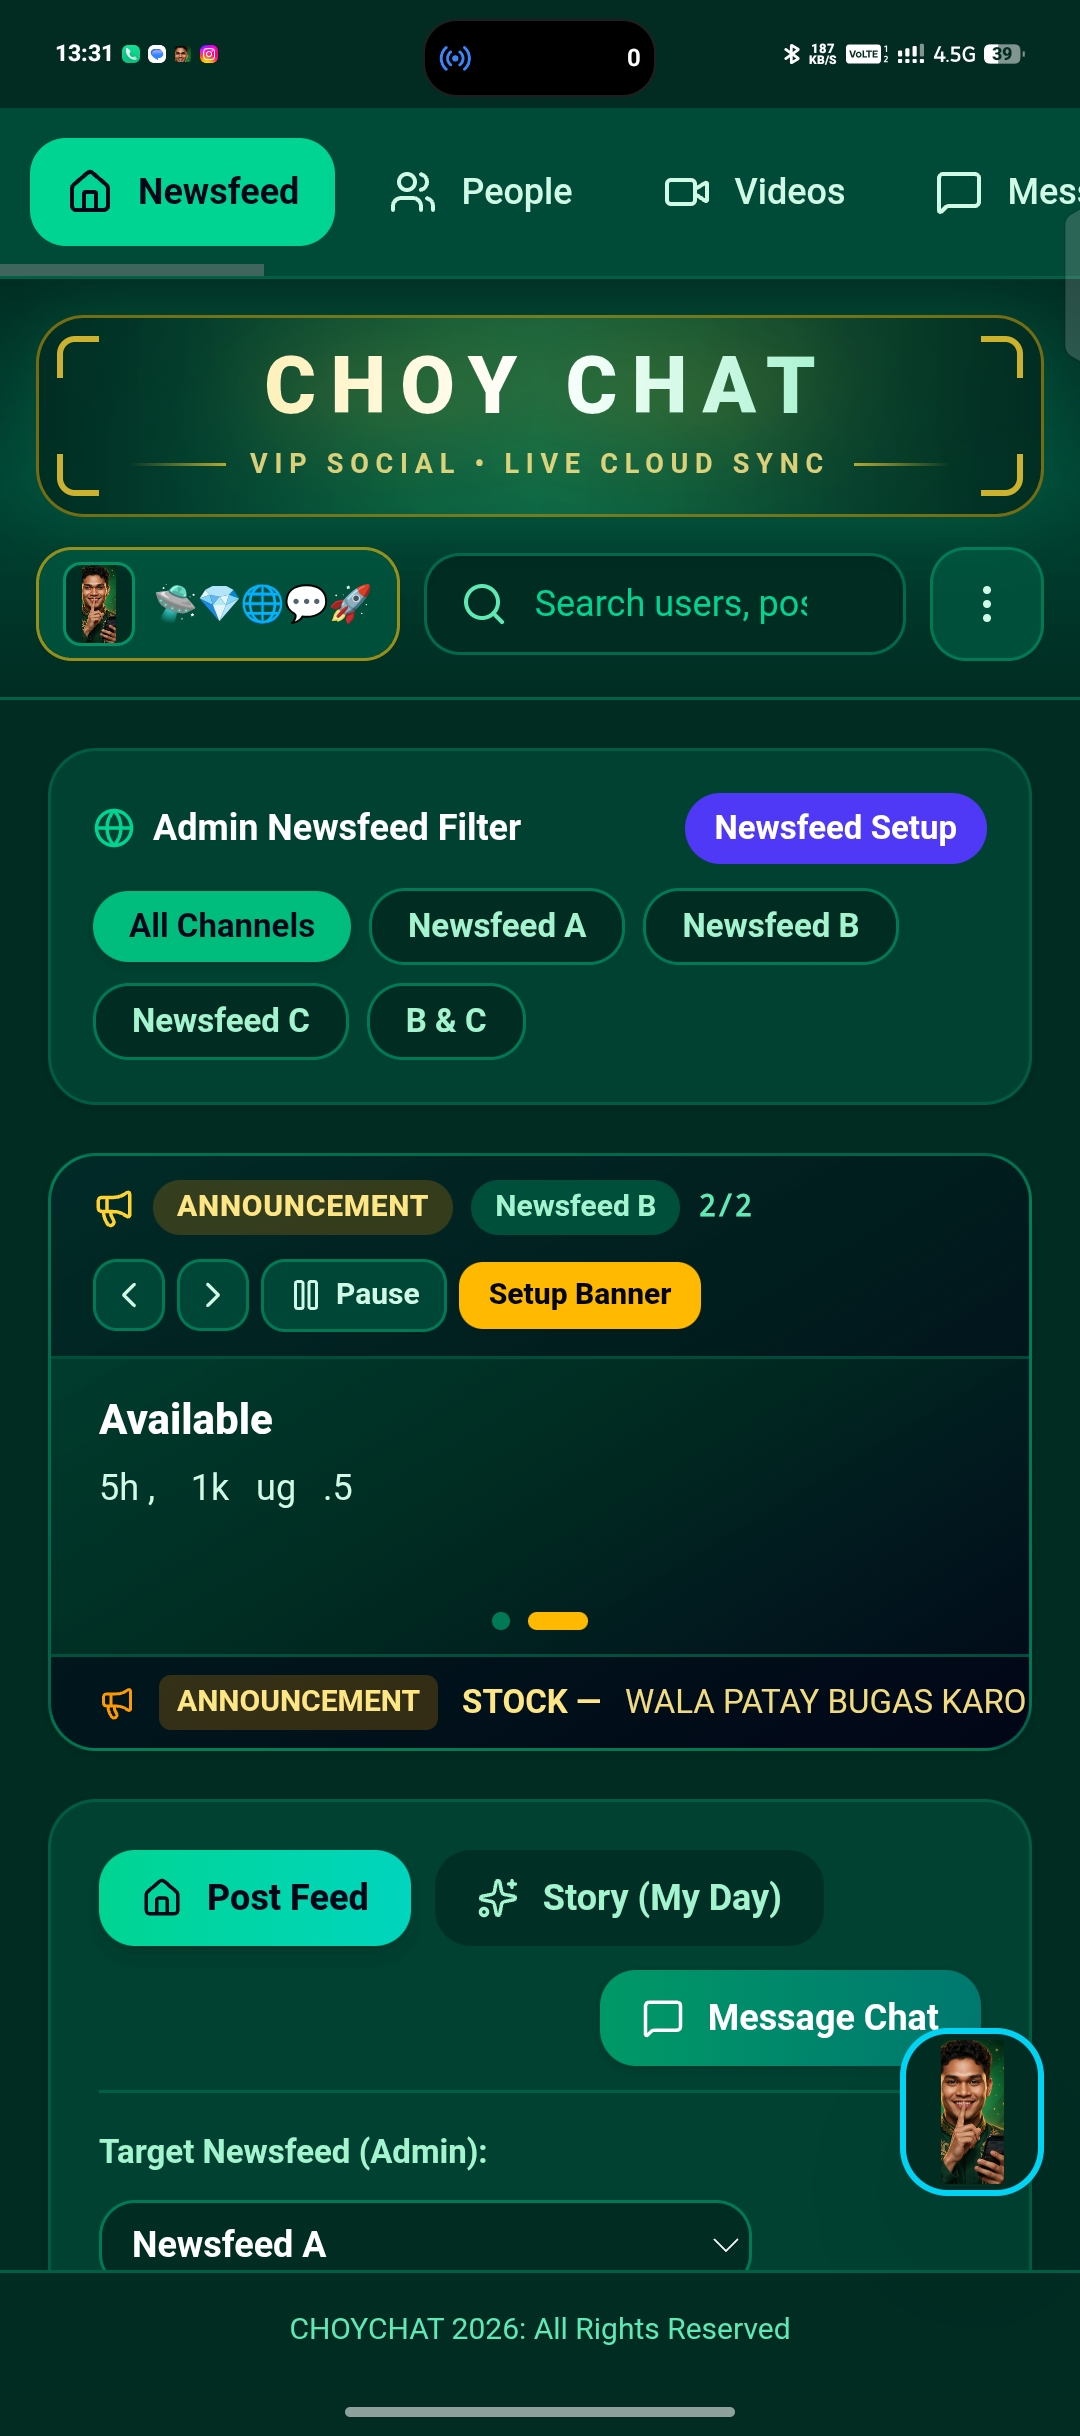 13:31
0
187 KB/S
VoLTE 1 2
4.5G
39
Newsfeed
People
Videos
CHOY CHAT
VIP SOCIAL • LIVE CLOUD SYNC
🛸💎🌐💬🚀
Search users, pos
Admin Newsfeed Filter
Newsfeed Setup
All Channels
Newsfeed A
Newsfeed B
Newsfeed C
B & C
ANNOUNCEMENT
Newsfeed B
2/2
Pause
Setup Banner
Available
5h , 1k ug .5
ANNOUNCEMENT
STOCK — WALA PATAY BUGAS KARO
Post Feed
Story (My Day)
Message Chat
Target Newsfeed (Admin):
Newsfeed A
CHOYCHAT 2026: All Rights Reserved